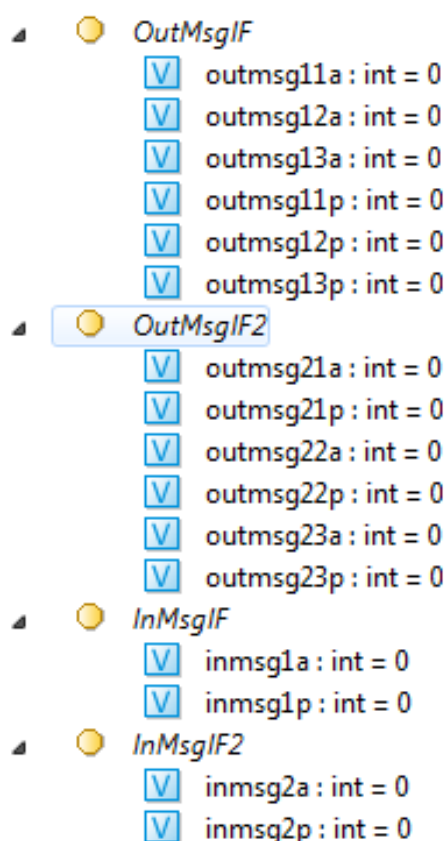 OutMsgIF
V outmsg11a : int = 0
V outmsg12a : int = 0
V outmsg13a : int = 0
V outmsg11p : int = 0
V outmsg12p : int = 0
V outmsg13p : int = 0
OutMsgIF2
V outmsg21a : int = 0
V outmsg21p : int = 0
V outmsg22a : int = 0
V outmsg22p : int = 0
V outmsg23a : int = 0
V outmsg23p : int = 0
InMsgIF
V inmsg1a : int = 0
V inmsg1p : int = 0
InMsgIF2
V inmsg2a : int = 0
V inmsg2p : int = 0